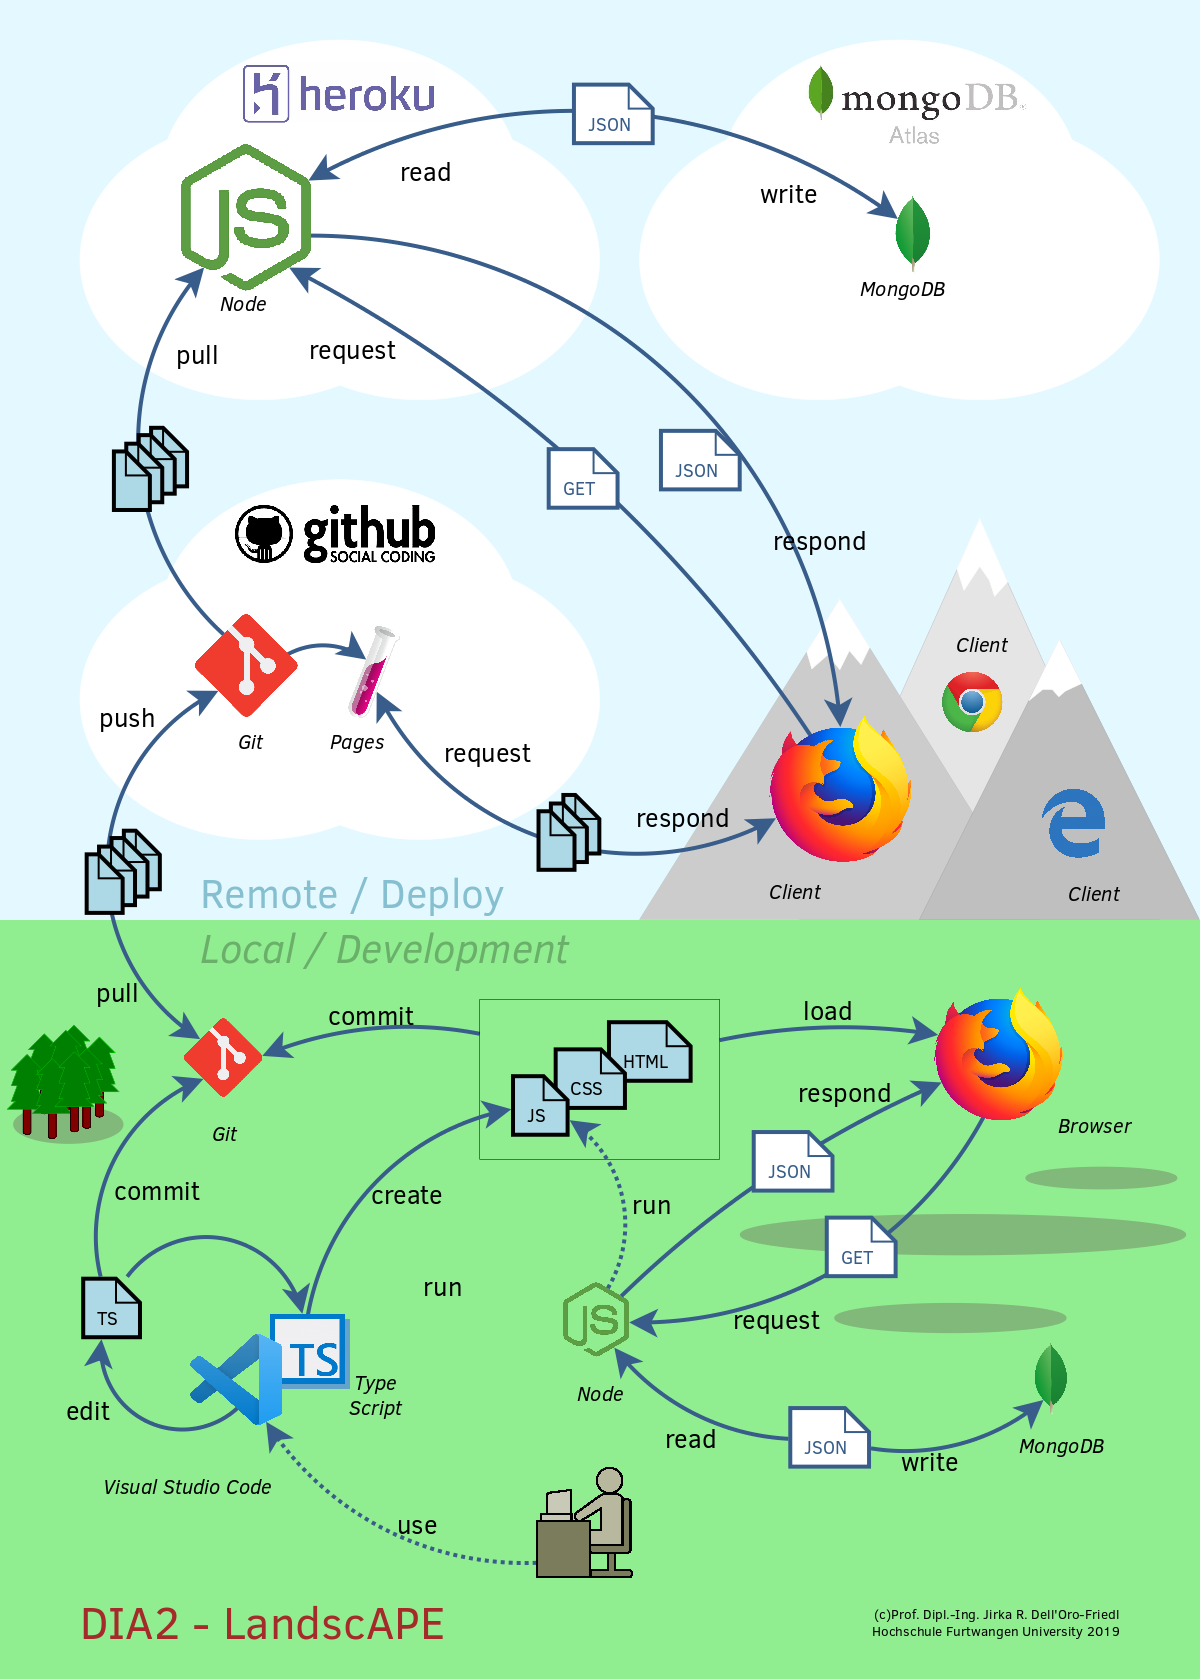 heroku
mongoDB
Atlas
JSON
read
write
JS
Node
MongoDB
pull
request
JSON
GET
github
SOCIAL CODING
respond
Client
push
Git
Pages
request
respond
Client
Client
Remote / Deploy
Local / Development
pull
commit
load
HTML
CSS
JS
respond
Git
Browser
JSON
commit
create
run
GET
run
TS
JS
request
TS
Type
Script
Node
edit
read
JSON
write
MongoDB
Visual Studio Code
use
DIA2 - LandscAPE
(c)Prof. Dipl.-Ing. Jirka R. Dell'Oro-Friedl
Hochschule Furtwangen University 2019